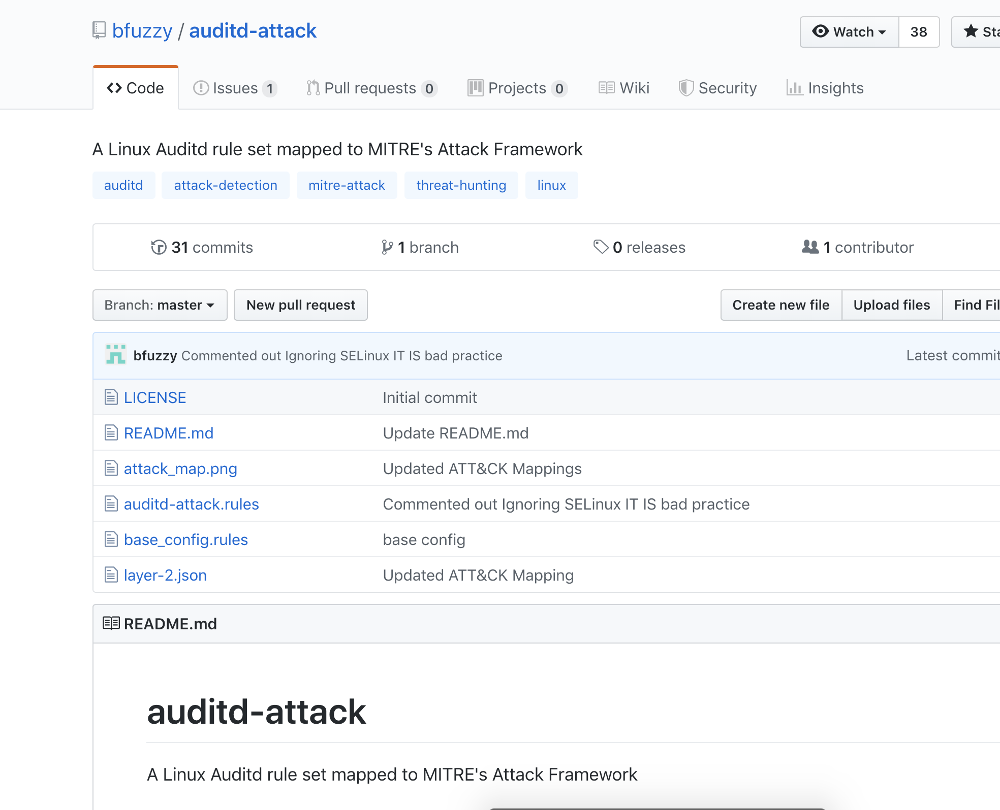 bfuzzy / auditd-attack
Watch 38
Code Issues 1 Pull requests 0 Projects 0 Wiki Security Insights
A Linux Auditd rule set mapped to MITRE's Attack Framework
auditd attack-detection mitre-attack threat-hunting linux
31 commits 1 branch 0 releases 1 contributor
Branch: master New pull request Create new file Upload files Find
bfuzzy Commented out Ignoring SELinux IT IS bad practice Latest commit
LICENSE Initial commit
README.md Update README.md
attack_map.png Updated ATT&CK Mappings
auditd-attack.rules Commented out Ignoring SELinux IT IS bad practice
base_config.rules base config
layer-2.json Updated ATT&CK Mapping
README.md
auditd-attack
A Linux Auditd rule set mapped to MITRE's Attack Framework